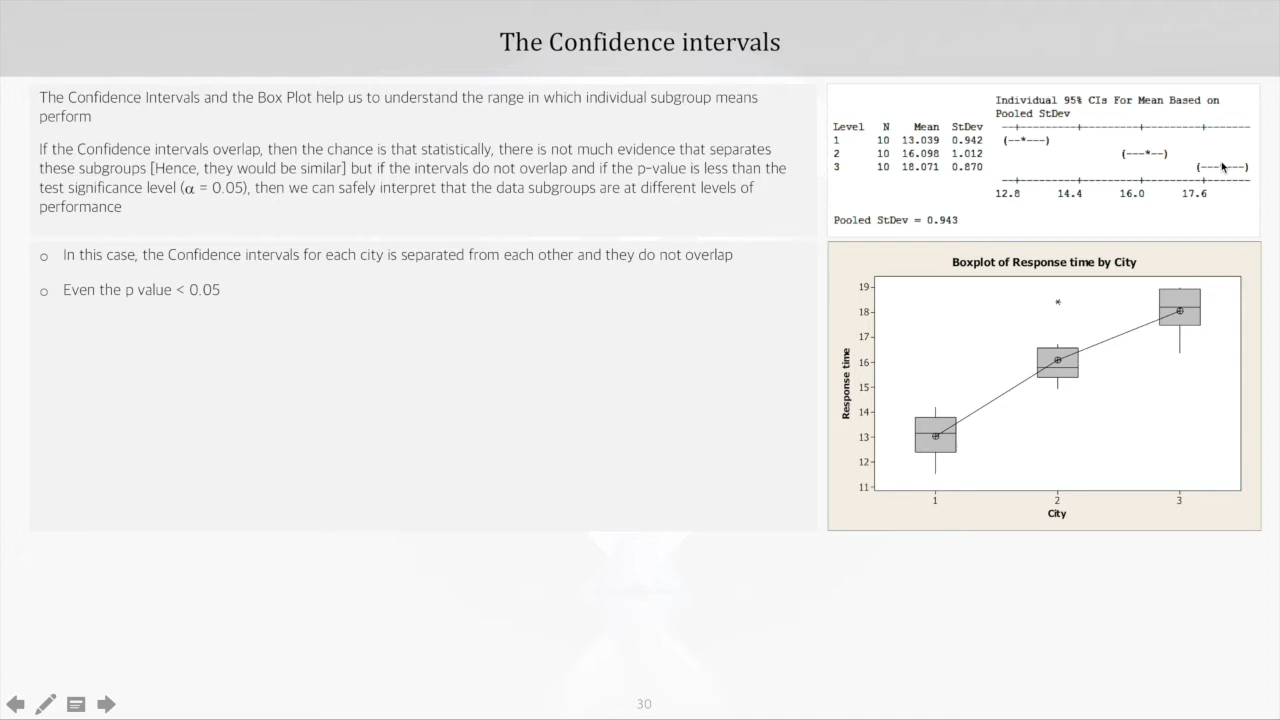 The Confidence intervals
The Confidence Intervals and the Box Plot help us to understand the range in which individual subgroup means
perform
If the Confidence intervals overlap, then the chance is that statistically, there is not much evidence that separates
these subgroups [Hence, they would be similar] but if the intervals do not overlap and if the p-value is less than the
test significance level (α = 0.05), then we can safely interpret that the data subgroups are at different levels of
performance
o In this case, the Confidence intervals for each city is separated from each other and they do not overlap
o Even the p value < 0.05
Individual 95% CIs For Mean Based on
Pooled StDev
Level N Mean StDev ---+---------+---------+---------+------
1 10 13.039 0.942 (--*---)
2 10 16.098 1.012 (---*--)
3 10 18.071 0.870 (---*---)
---+---------+---------+---------+------
12.8 14.4 16.0 17.6
Pooled StDev = 0.943
Boxplot of Response time by City
19
18
17
16
15
14
13
12
11
Response time
*
1 2 3
City
30